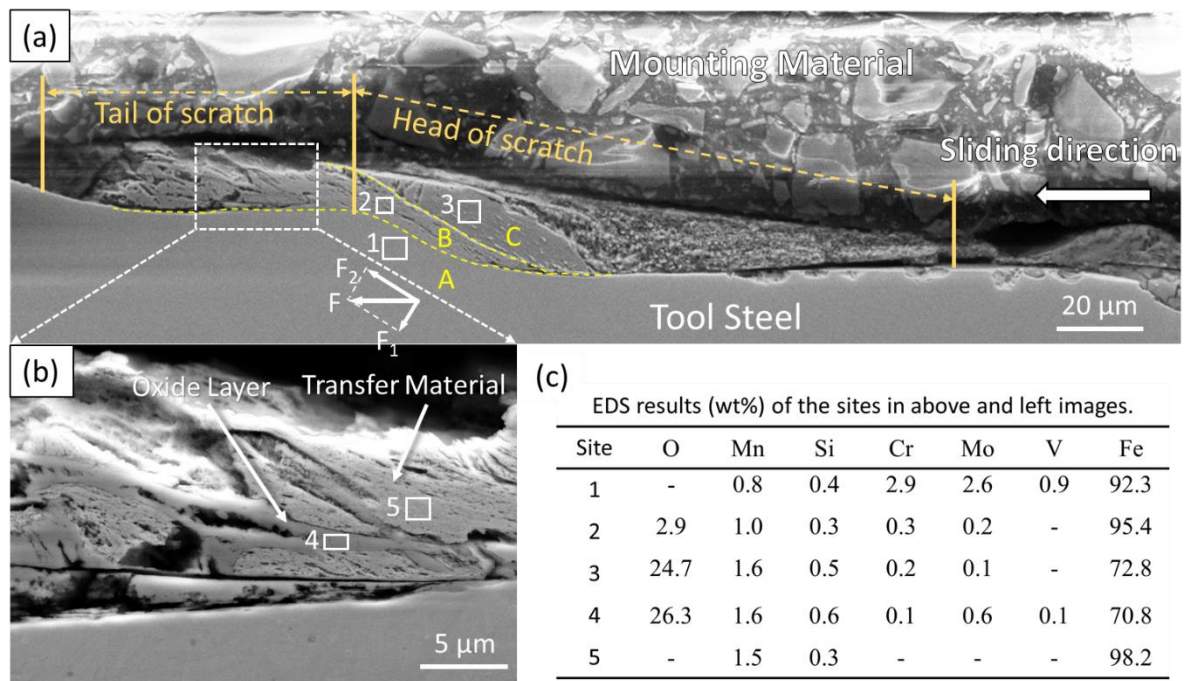 (a)
Mounting Material
Tail of scratch
Head of scratch
Sliding direction
2
3
1
B
C
A
F2
F
F1
Tool Steel
20 μm
(b)
Oxide Layer
Transfer Material
5
4
5 μm
(c)
EDS results (wt%) of the sites in above and left images.
Site O Mn Si Cr Mo V Fe
1 - 0.8 0.4 2.9 2.6 0.9 92.3
2 2.9 1.0 0.3 0.3 0.2 - 95.4
3 24.7 1.6 0.5 0.2 0.1 - 72.8
4 26.3 1.6 0.6 0.1 0.6 0.1 70.8
5 - 1.5 0.3 - - - 98.2